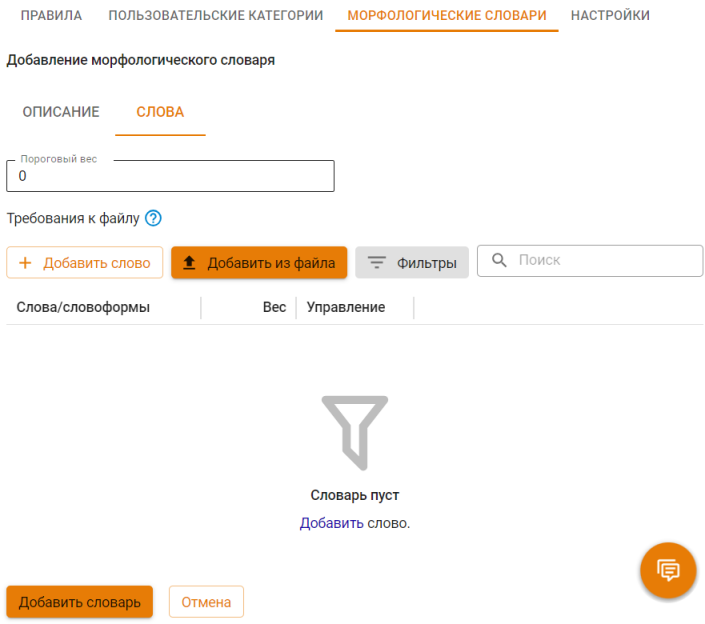 ПРАВИЛА ПОЛЬЗОВАТЕЛЬСКИЕ КАТЕГОРИИ МОРФОЛОГИЧЕСКИЕ СЛОВАРИ НАСТРОЙКИ
Добавление морфологического словаря
ОПИСАНИЕ СЛОВА
Пороговый вес
0
Требования к файлу ?
+ Добавить слово Добавить из файла Фильтры Поиск
Слова/словоформы Вес Управление
Словарь пуст
Добавить слово.
Добавить словарь Отмена